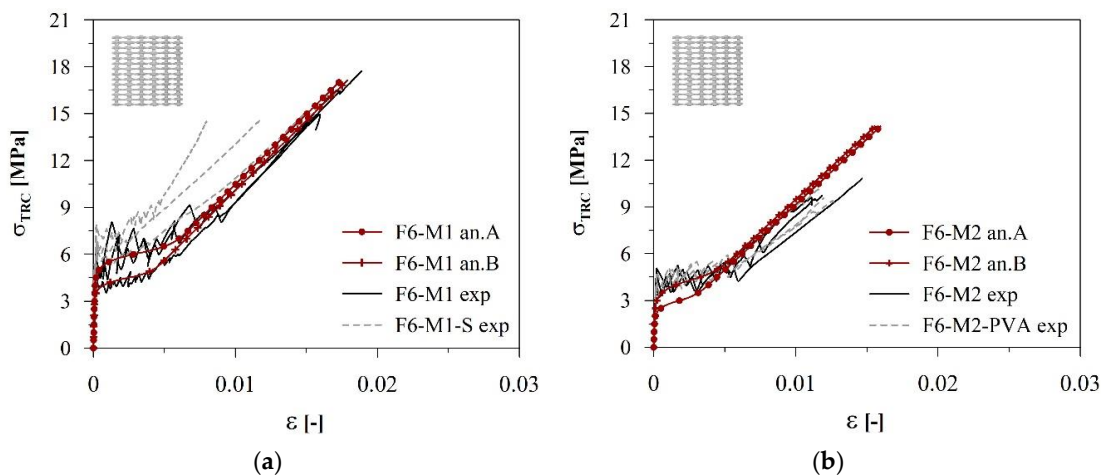 21
18
15
12
9
6
3
0
σTRC [MPa]
F6-M1 an.A
F6-M1 an.B
F6-M1 exp
F6-M1-S exp
0 0.01 0.02 0.03
ε [-]
(a)
21
18
15
12
9
6
3
0
σTRC [MPa]
F6-M2 an.A
F6-M2 an.B
F6-M2 exp
F6-M2-PVA exp
0 0.01 0.02 0.03
ε [-]
(b)